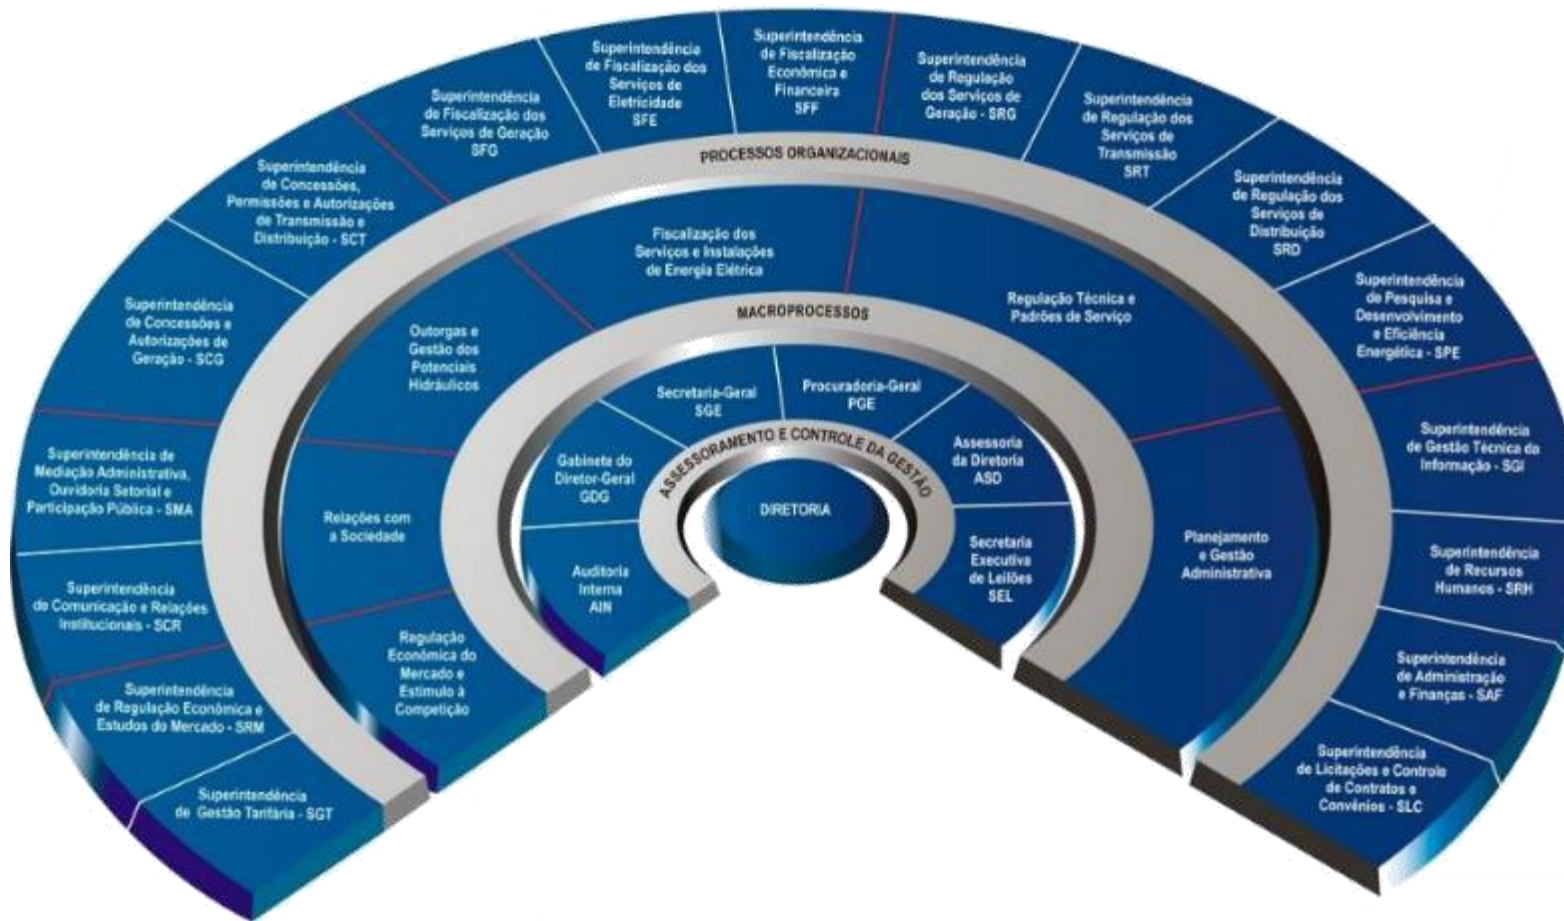 Superintendência
de Gestão Tarifária - SGT
Superintendência
de Regulação Econômica e
Estudos do Mercado - SRM
Superintendência
de Comunicação e Relações
Institucionais - SCR
Superintendência de
Mediação Administrativa,
Ouvidoria Setorial e
Participação Pública - SMA
Superintendência
de Concessões e
Autorizações de
Geração - SCG
Superintendência
de Concessões,
Permissões e Autorizações
de Transmissão e
Distribuição - SCT
Superintendência
de Fiscalização dos
Serviços de Geração
SFG
Superintendência
de Fiscalização dos
Serviços de
Eletricidade
SFE
Superintendência
de Fiscalização
Econômica e
Financeira
SFF
Superintendência
de Regulação
dos Serviços de
Geração - SRG
Superintendência
de Regulação dos
Serviços de
Transmissão
SRT
Superintendência
de Regulação dos
Serviços de
Distribuição
SRD
Superintendência
de Pesquisa e
Desenvolvimento
e Eficiência
Energética - SPE
Superintendência
de Gestão Técnica da
Informação - SGI
Superintendência
de Recursos
Humanos - SRH
Superintendência
de Administração
e Finanças - SAF
Superintendência
de Licitações e Controle
de Contratos e
Convênios - SLC
PROCESSOS ORGANIZACIONAIS
Regulação
Econômica do
Mercado e
Estímulo à
Competição
Relações com
a Sociedade
Outorgas e
Gestão dos
Potenciais
Hidráulicos
Fiscalização dos
Serviços e Instalações
de Energia Elétrica
Regulação Técnica e
Padrões de Serviço
Planejamento
e Gestão
Administrativa
MACROPROCESSOS
Auditoria
Interna
AIN
Gabinete do
Diretor-Geral
GDG
Secretaria-Geral
SGE
Procuradoria-Geral
PGE
Assessoria
da Diretoria
ASD
Secretaria
Executiva
de Leilões
SEL
ASSESSORAMENTO E CONTROLE DA GESTÃO
DIRETORIA